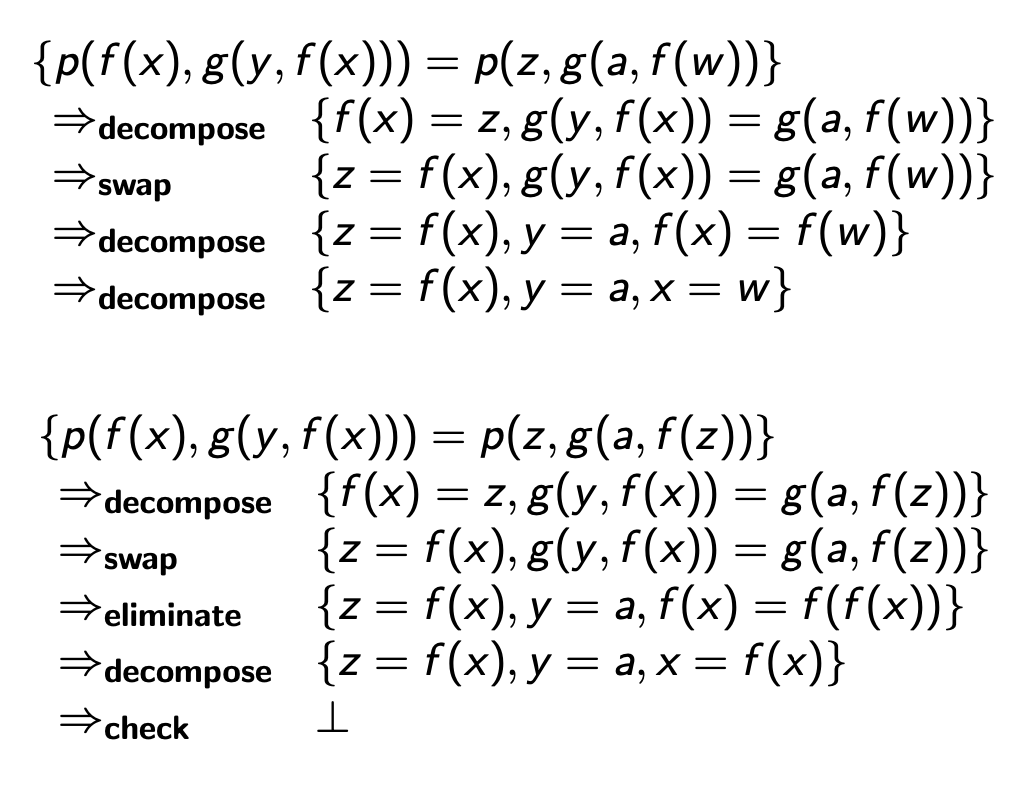 {p(f(x), g(y, f(x))) = p(z, g(a, f(w))}
⇒decompose {f(x) = z, g(y, f(x)) = g(a, f(w))}
⇒swap {z = f(x), g(y, f(x)) = g(a, f(w))}
⇒decompose {z = f(x), y = a, f(x) = f(w)}
⇒decompose {z = f(x), y = a, x = w}
{p(f(x), g(y, f(x))) = p(z, g(a, f(z))}
⇒decompose {f(x) = z, g(y, f(x)) = g(a, f(z))}
⇒swap {z = f(x), g(y, f(x)) = g(a, f(z))}
⇒eliminate {z = f(x), y = a, f(x) = f(f(x))}
⇒decompose {z = f(x), y = a, x = f(x)}
⇒check ⊥